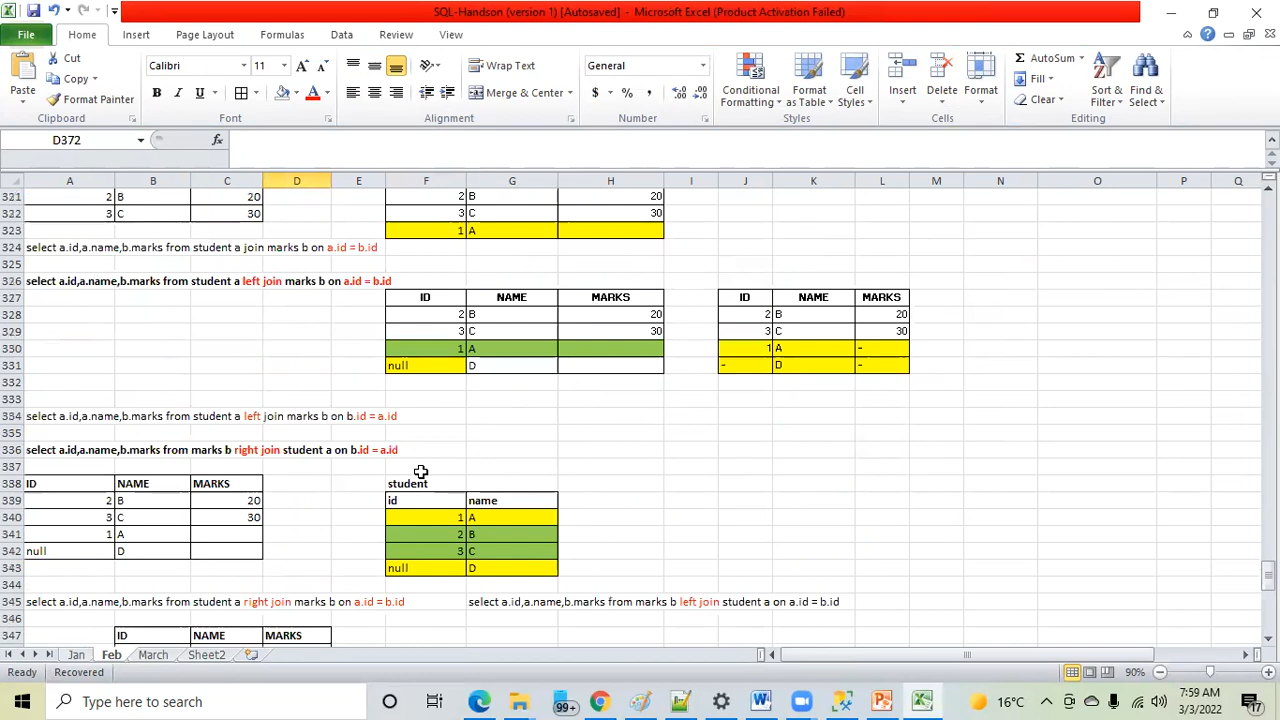 SQL-Handson (version 1) [Autosaved] - Microsoft Excel (Product Activation Failed)
File Home Insert Page Layout Formulas Data Review View
Cut
Copy
Format Painter
Paste
Clipboard
Calibri 11
B I U A
Font
Wrap Text
Merge & Center
Alignment
General
$ % ,
Number
Conditional Formatting
Format as Table
Cell Styles
Styles
Insert Delete Format
Cells
AutoSum
Fill
Clear
Sort & Filter
Find & Select
Editing
D372 fx
A B C D E F G H I J K L M N O P Q
321 2 B 20 2 B 20
322 3 C 30 3 C 30
323 1 A
324 select a.id,a.name,b.marks from student a join marks b on a.id = b.id
325
326 select a.id,a.name,b.marks from student a left join marks b on a.id = b.id
327 ID NAME MARKS ID NAME MARKS
328 2 B 20 2 B 20
329 3 C 30 3 C 30
330 1 A 1 A -
331 null D - D -
332
333
334 select a.id,a.name,b.marks from student a left join marks b on b.id = a.id
335
336 select a.id,a.name,b.marks from marks b right join student a on b.id = a.id
337
338 ID NAME MARKS student
339 2 B 20 id name
340 3 C 30 1 A
341 1 A 2 B
342 null D 3 C
343 null D
344
345 select a.id,a.name,b.marks from student a right join marks b on a.id = b.id select a.id,a.name,b.marks from marks b left join student a on a.id = b.id
346
347 ID NAME MARKS
Jan Feb March Sheet2
Ready Recovered 90%
Type here to search 99+ 16°C 7:59 AM
3/3/2022 17